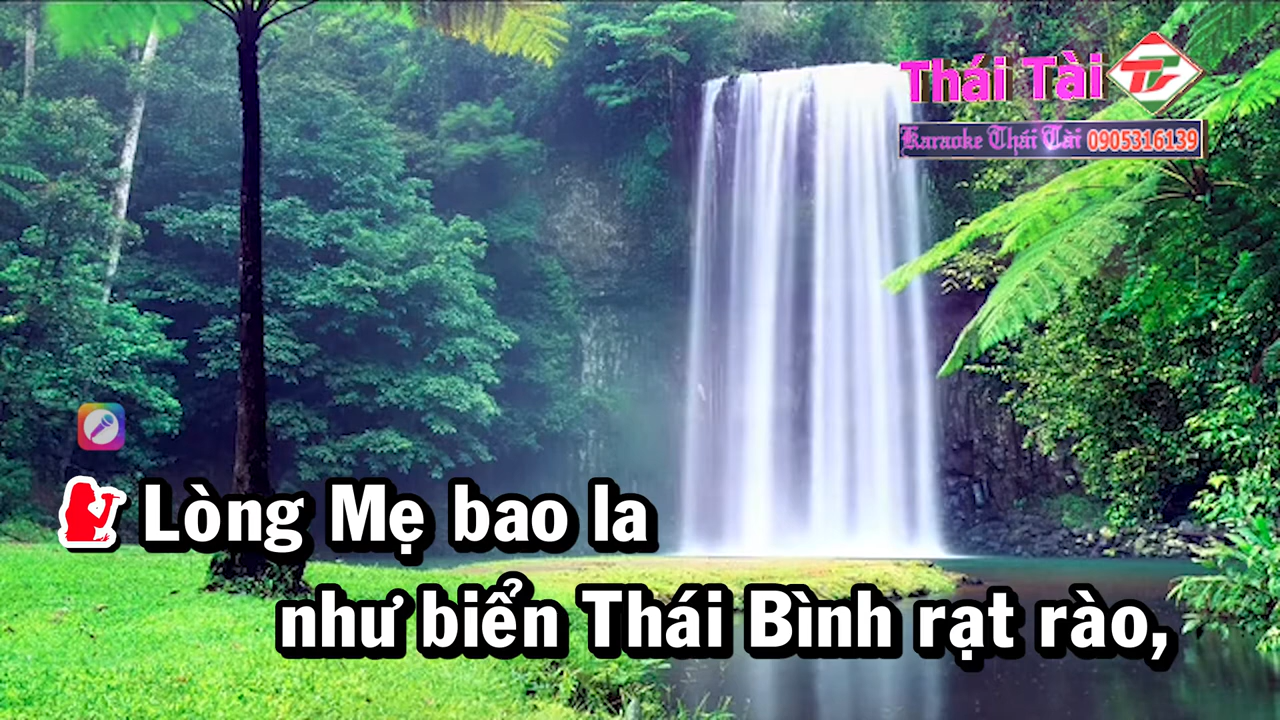 Thái Tài
Karaoke Thái Tài 0905316139
Lòng Mẹ bao la
như biển Thái Bình rạt rào,